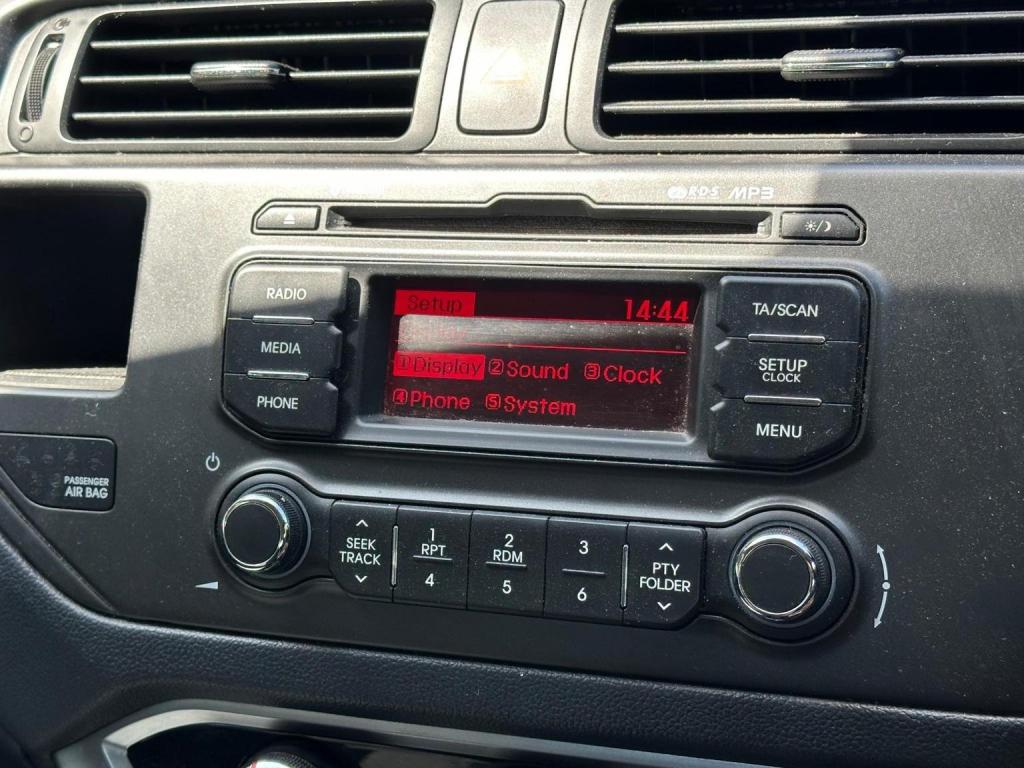 RDS MP3
RADIO
MEDIA
PHONE
Setup 14:44
1 Display 2 Sound 3 Clock
4 Phone 5 System
TA/SCAN
SETUP
CLOCK
MENU
PASSENGER
AIR BAG
SEEK
TRACK
1
RPT
4
2
RDM
5
3
6
PTY
FOLDER